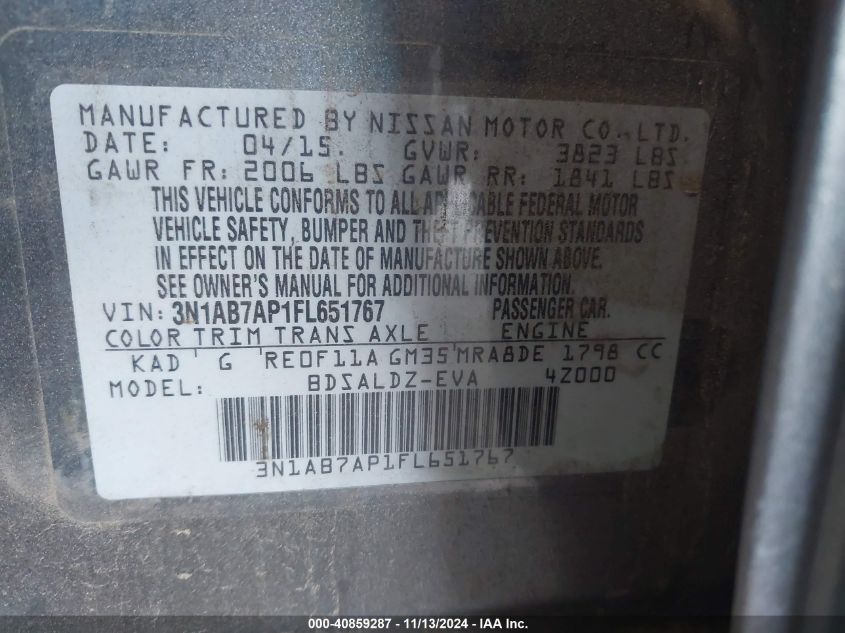 MANUFACTURED BY NISSAN MOTOR CO., LTD.
DATE: 04/15. GVWR: 3823 LBS
GAWR FR: 2006 LBS GAWR RR: 1841 LBS
THIS VEHICLE CONFORMS TO ALL APPLICABLE FEDERAL MOTOR
VEHICLE SAFETY, BUMPER AND THEFT PREVENTION STANDARDS
IN EFFECT ON THE DATE OF MANUFACTURE SHOWN ABOVE.
SEE OWNER'S MANUAL FOR ADDITIONAL INFORMATION.
VIN: 3N1AB7AP1FL651767 PASSENGER CAR.
COLOR TRIM TRANS AXLE ENGINE
KAD G RE0F11A GM35 MRA8DE 1798 CC
MODEL: BDSALDZ-EVA 4Z000
3N1AB7AP1FL651767
000-40859287 - 11/13/2024 - IAA Inc.